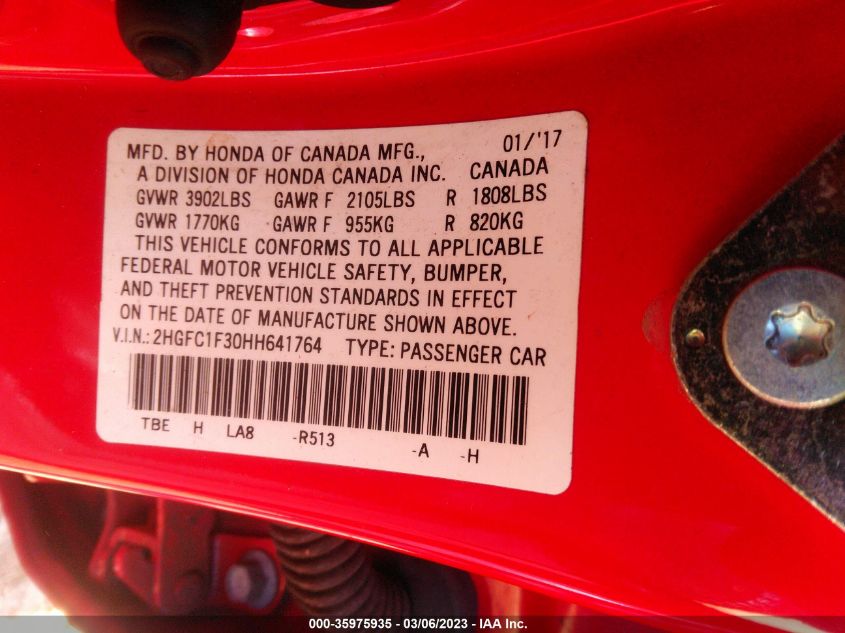 01/'17
MFD. BY HONDA OF CANADA MFG.,
A DIVISION OF HONDA CANADA INC. CANADA
GVWR 3902LBS GAWR F 2105LBS R 1808LBS
GVWR 1770KG GAWR F 955KG R 820KG
THIS VEHICLE CONFORMS TO ALL APPLICABLE
FEDERAL MOTOR VEHICLE SAFETY, BUMPER,
AND THEFT PREVENTION STANDARDS IN EFFECT
ON THE DATE OF MANUFACTURE SHOWN ABOVE.
V.I.N.: 2HGFC1F30HH641764 TYPE: PASSENGER CAR
TBE H LA8 -R513 -A -H
000-35975935 - 03/06/2023 - IAA Inc.